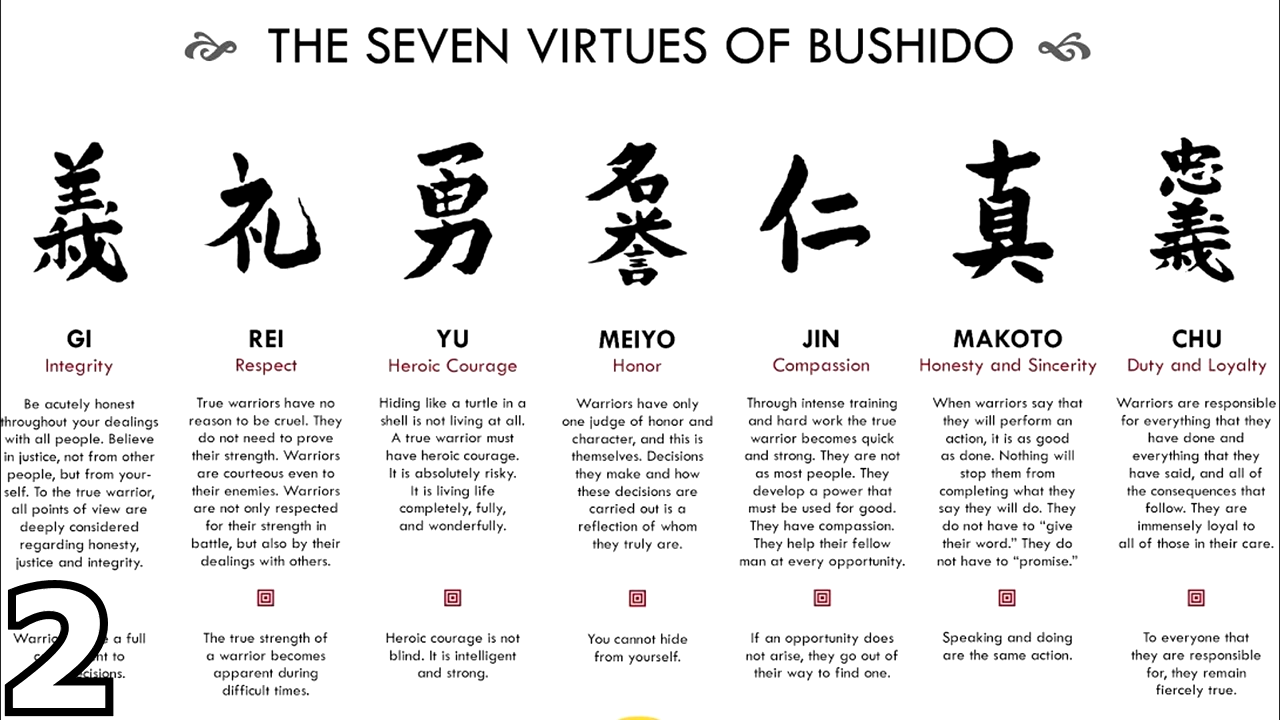 THE SEVEN VIRTUES OF BUSHIDO
義
GI
Integrity
Be acutely honest
throughout your dealings
with all people. Believe
in justice, not from other
people, but from your-
self. To the true warrior,
all points of view are
deeply considered
regarding honesty,
justice and integrity.
a full
礼
REI
Respect
True warriors have no
reason to be cruel. They
do not need to prove
their strength. Warriors
are courteous even to
their enemies. Warriors
are not only respected
for their strength in
battle, but also by their
dealings with others.
The true strength of
a warrior becomes
apparent during
difficult times.
勇
YU
Heroic Courage
Hiding like a turtle in a
shell is not living at all.
A true warrior must
have heroic courage.
It is absolutely risky.
It is living life
completely, fully,
and wonderfully.
Heroic courage is not
blind. It is intelligent
and strong.
名
誉
MEIYO
Honor
Warriors have only
one judge of honor and
character, and this is
themselves. Decisions
they make and how
these decisions are
carried out is a
reflection of whom
they truly are.
You cannot hide
from yourself.
仁
JIN
Compassion
Through intense training
and hard work the true
warrior becomes quick
and strong. They are not
as most people. They
develop a power that
must be used for good.
They have compassion.
They help their fellow
man at every opportunity.
If an opportunity does
not arise, they go out of
their way to find one.
真
MAKOTO
Honesty and Sincerity
When warriors say that
they will perform an
action, it is as good
as done. Nothing will
stop them from
completing what they
say they will do. They
do not have to “give
their word.” They do
not have to “promise.”
Speaking and doing
are the same action.
忠
義
CHU
Duty and Loyalty
Warriors are responsible
for everything that they
have done and
everything that they
have said, and all of
the consequences that
follow. They are
immensely loyal to
all of those in their care.
To everyone that
they are responsible
for, they remain
fiercely true.
2